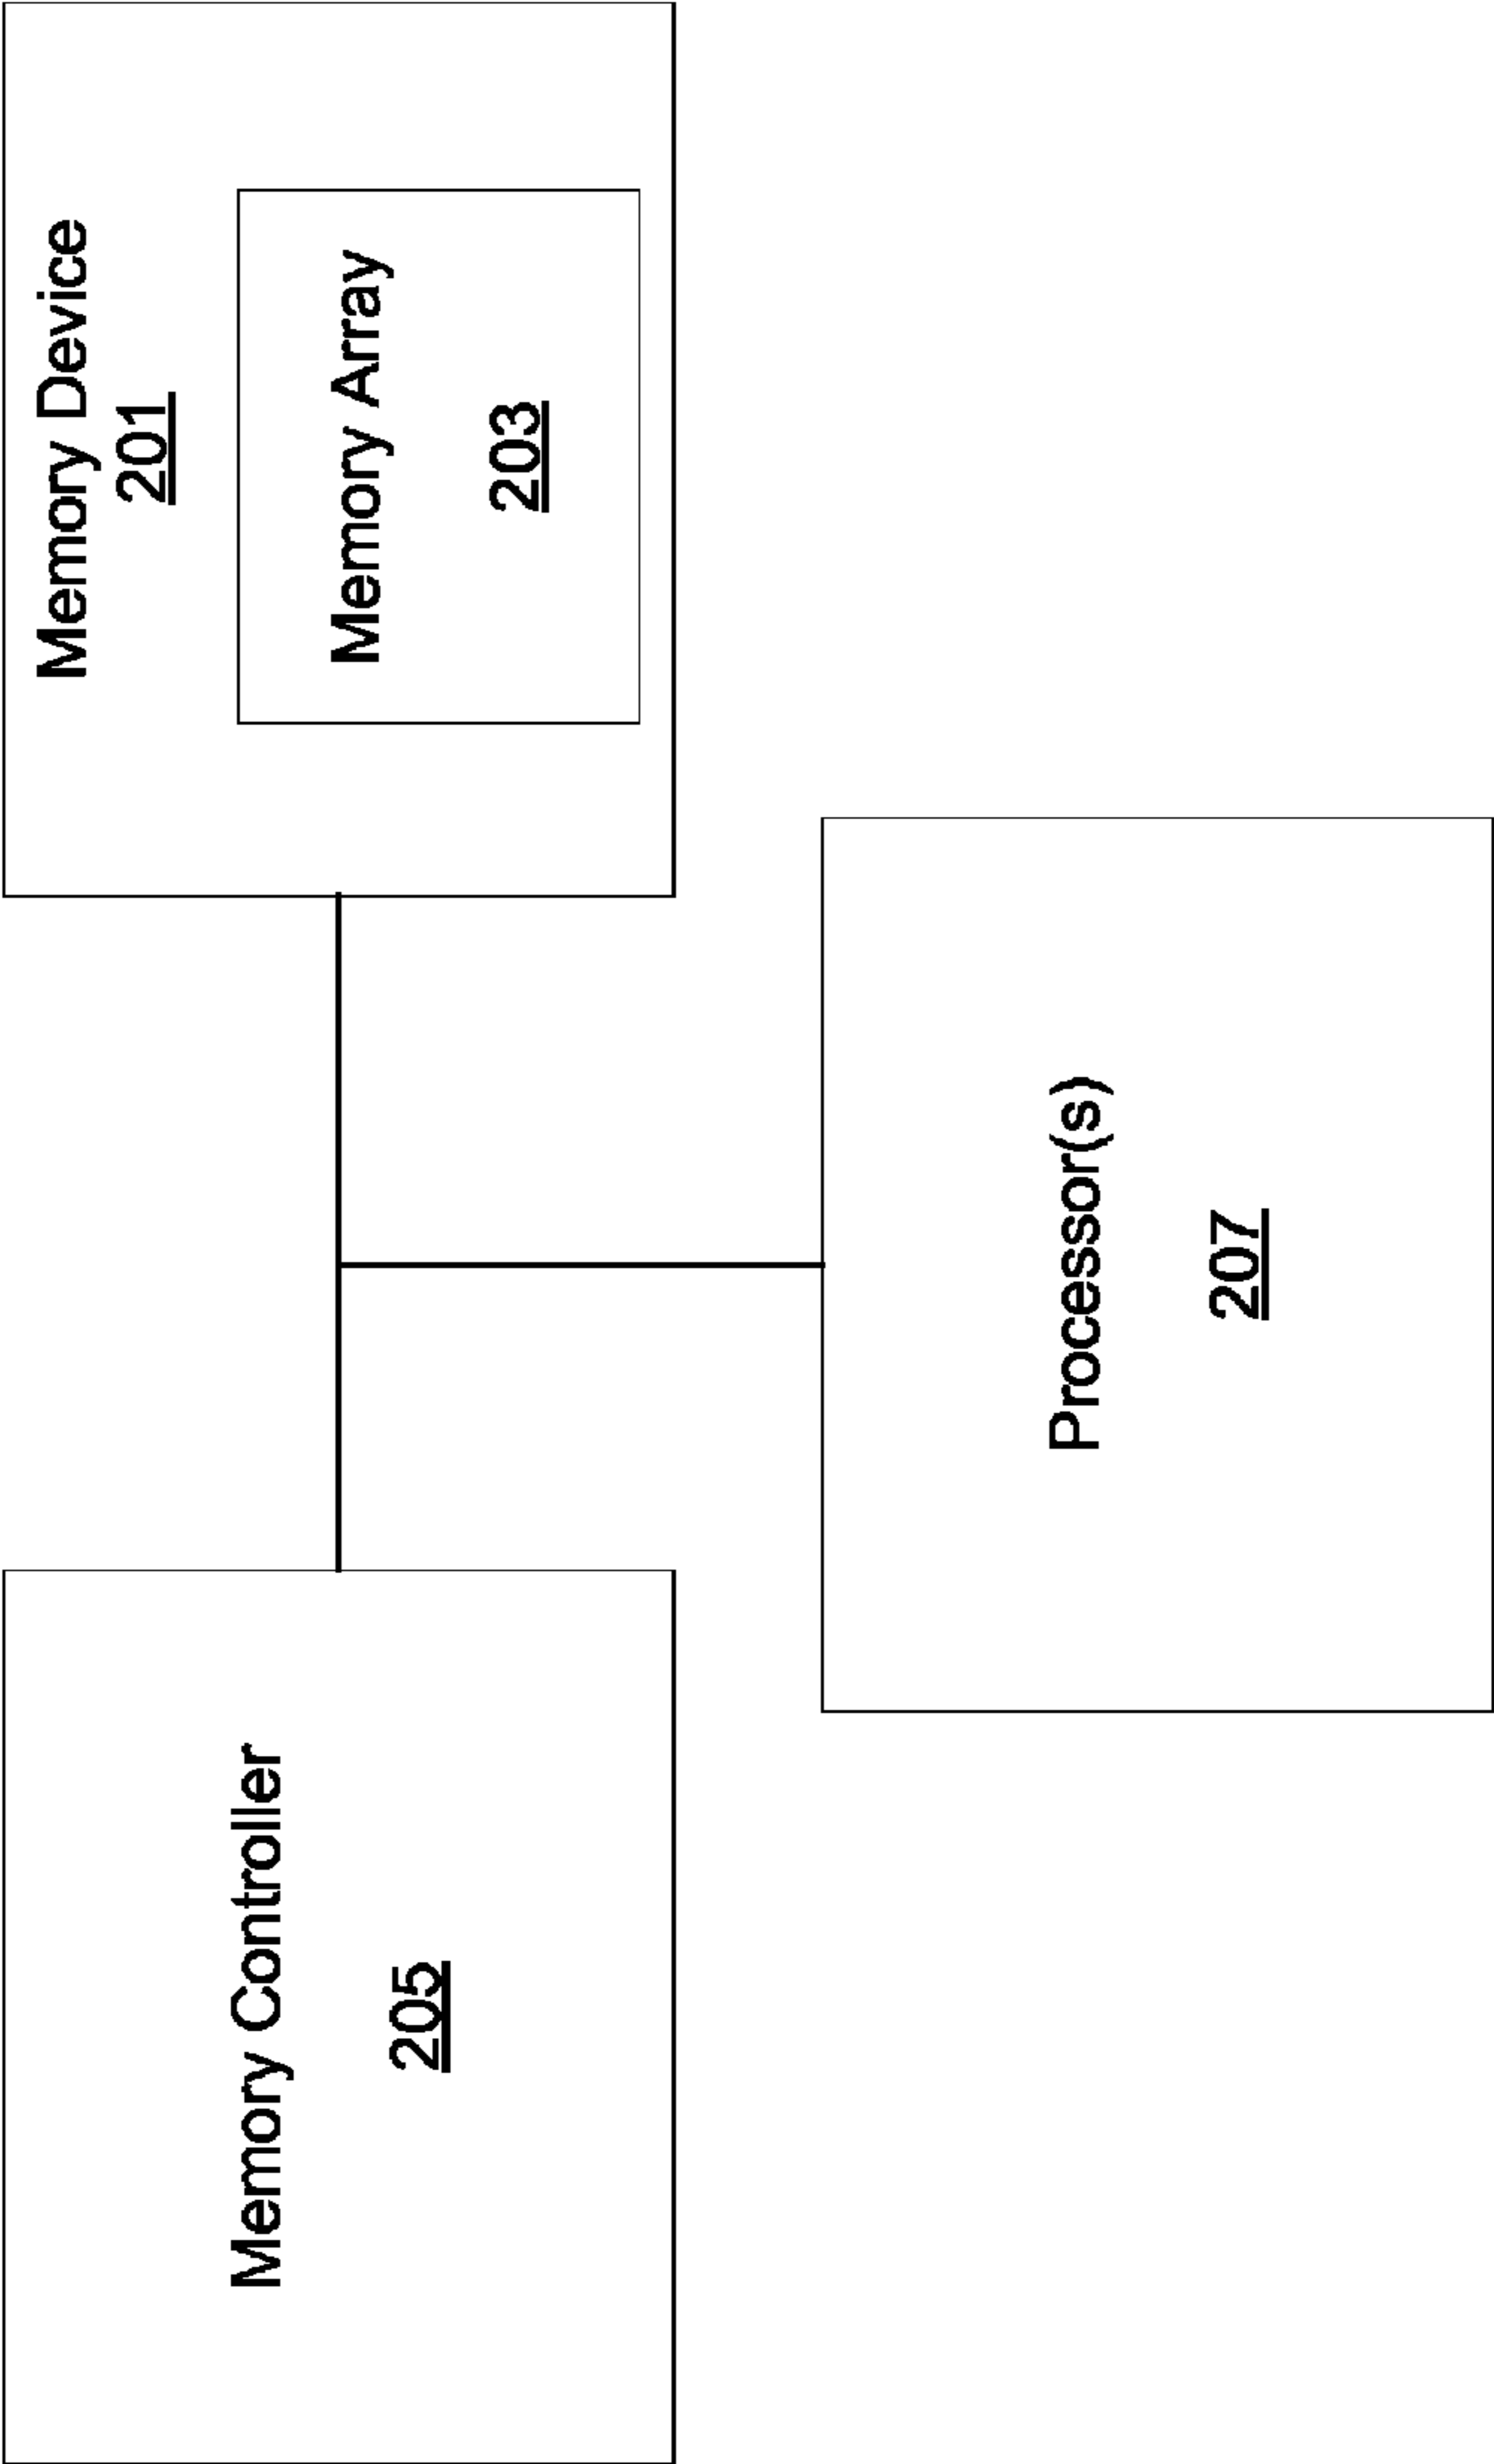 Memory Controller
205
Memory Device
201
Memory Array
203
Processor(s)
207